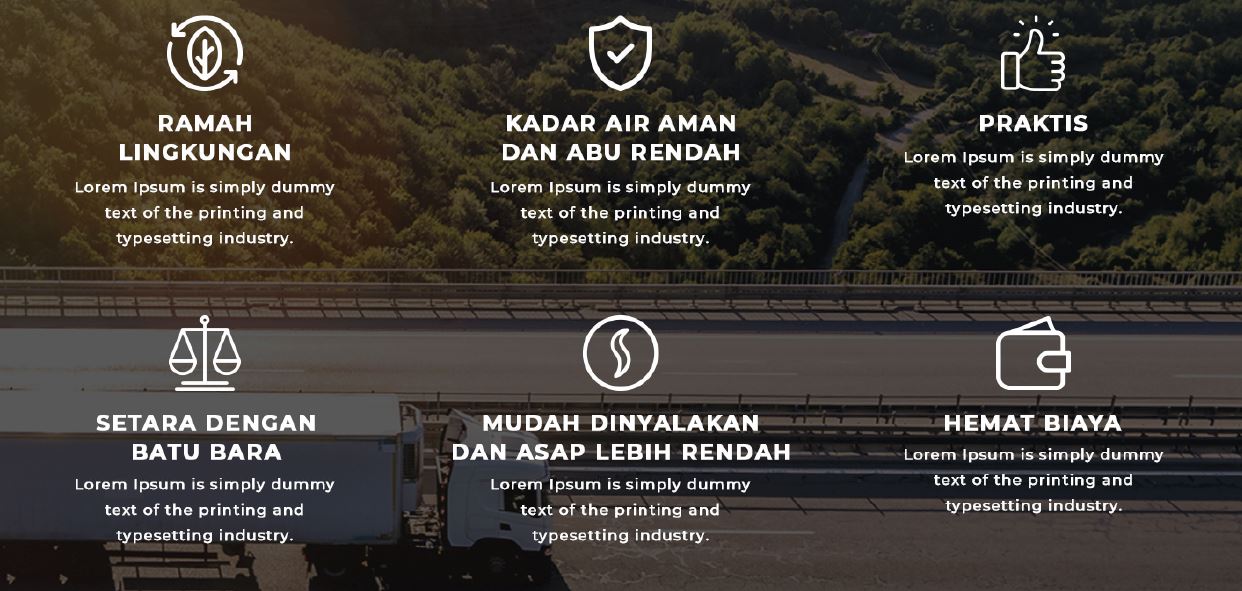 RAMAH
LINGKUNGAN
Lorem Ipsum is simply dummy
text of the printing and
typesetting industry.
KADAR AIR AMAN
DAN ABU RENDAH
Lorem Ipsum is simply dummy
text of the printing and
typesetting industry.
PRAKTIS
Lorem Ipsum is simply dummy
text of the printing and
typesetting industry.
SETARA DENGAN
BATU BARA
Lorem Ipsum is simply dummy
text of the printing and
typesetting industry.
MUDAH DINYALAKAN
DAN ASAP LEBIH RENDAH
Lorem Ipsum is simply dummy
text of the printing and
typesetting industry.
HEMAT BIAYA
Lorem Ipsum is simply dummy
text of the printing and
typesetting industry.